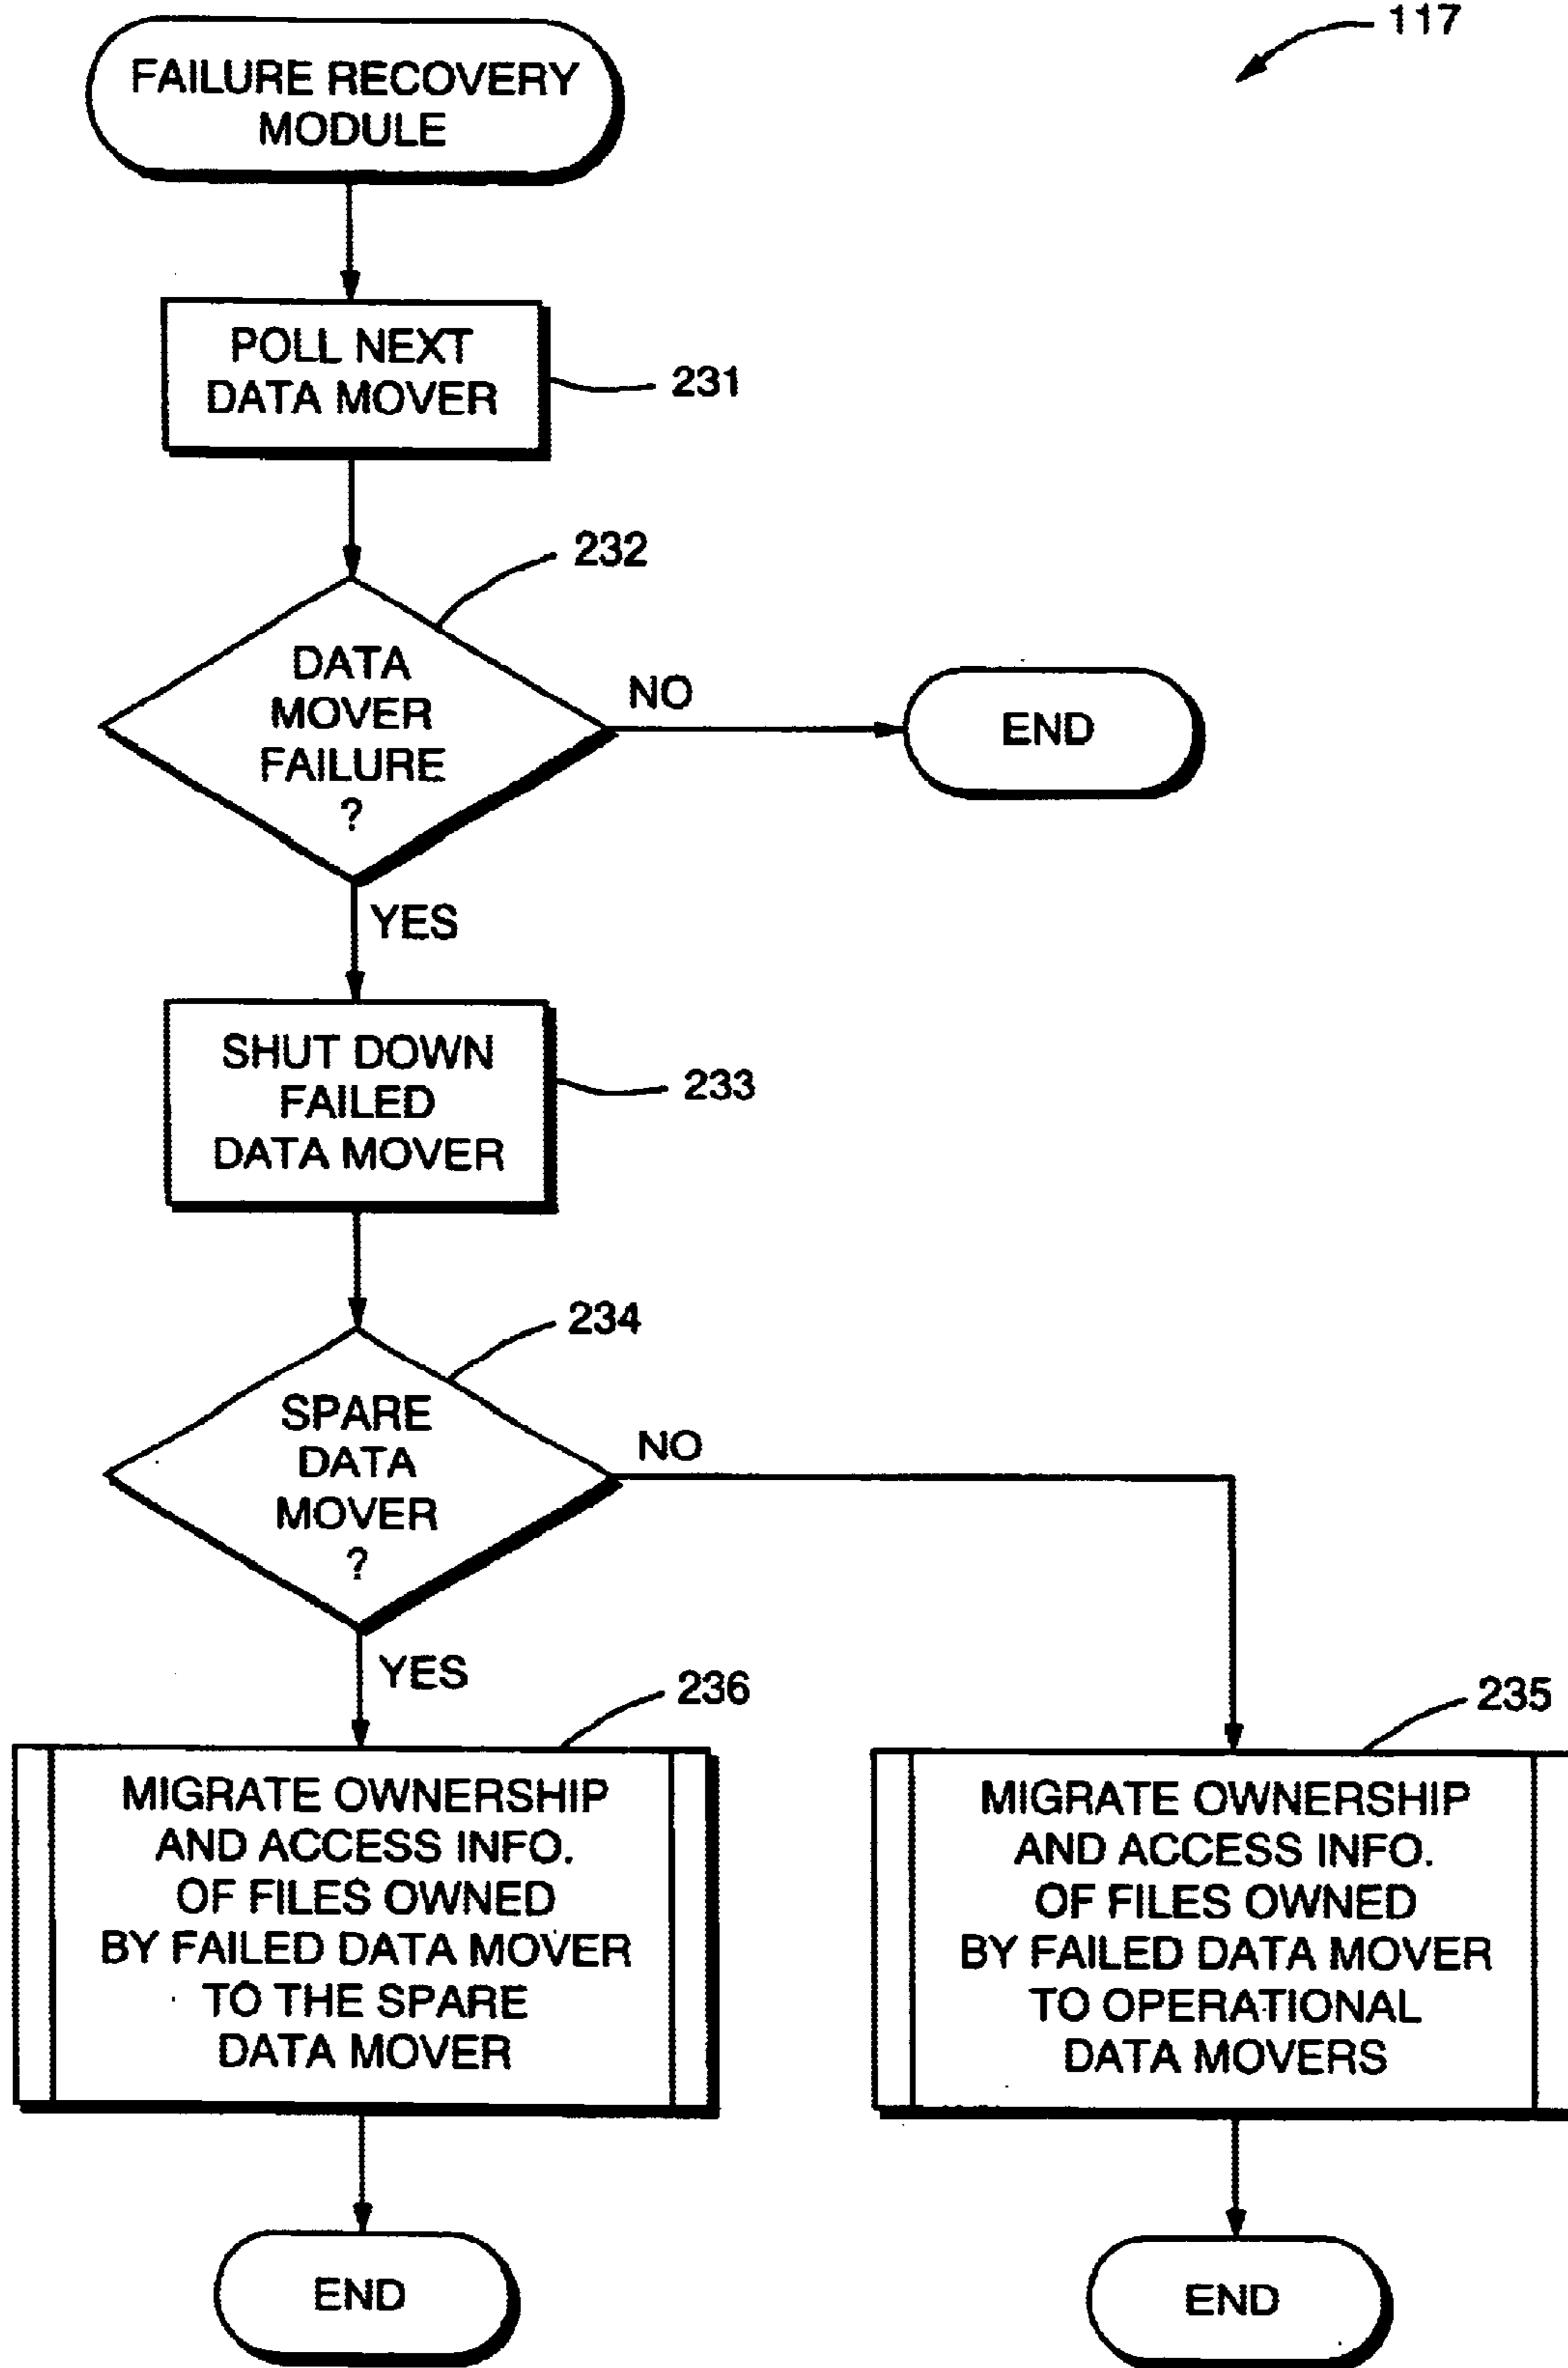 117
FAILURE RECOVERY
MODULE
POLL NEXT
DATA MOVER
231
232
DATA
MOVER
FAILURE
?
NO
END
YES
SHUT DOWN
FAILED
DATA MOVER
233
234
SPARE
DATA
MOVER
?
NO
YES
236
MIGRATE OWNERSHIP
AND ACCESS INFO.
OF FILES OWNED
BY FAILED DATA MOVER
TO THE SPARE
DATA MOVER
END
235
MIGRATE OWNERSHIP
AND ACCESS INFO.
OF FILES OWNED
BY FAILED DATA MOVER
TO OPERATIONAL
DATA MOVERS
END